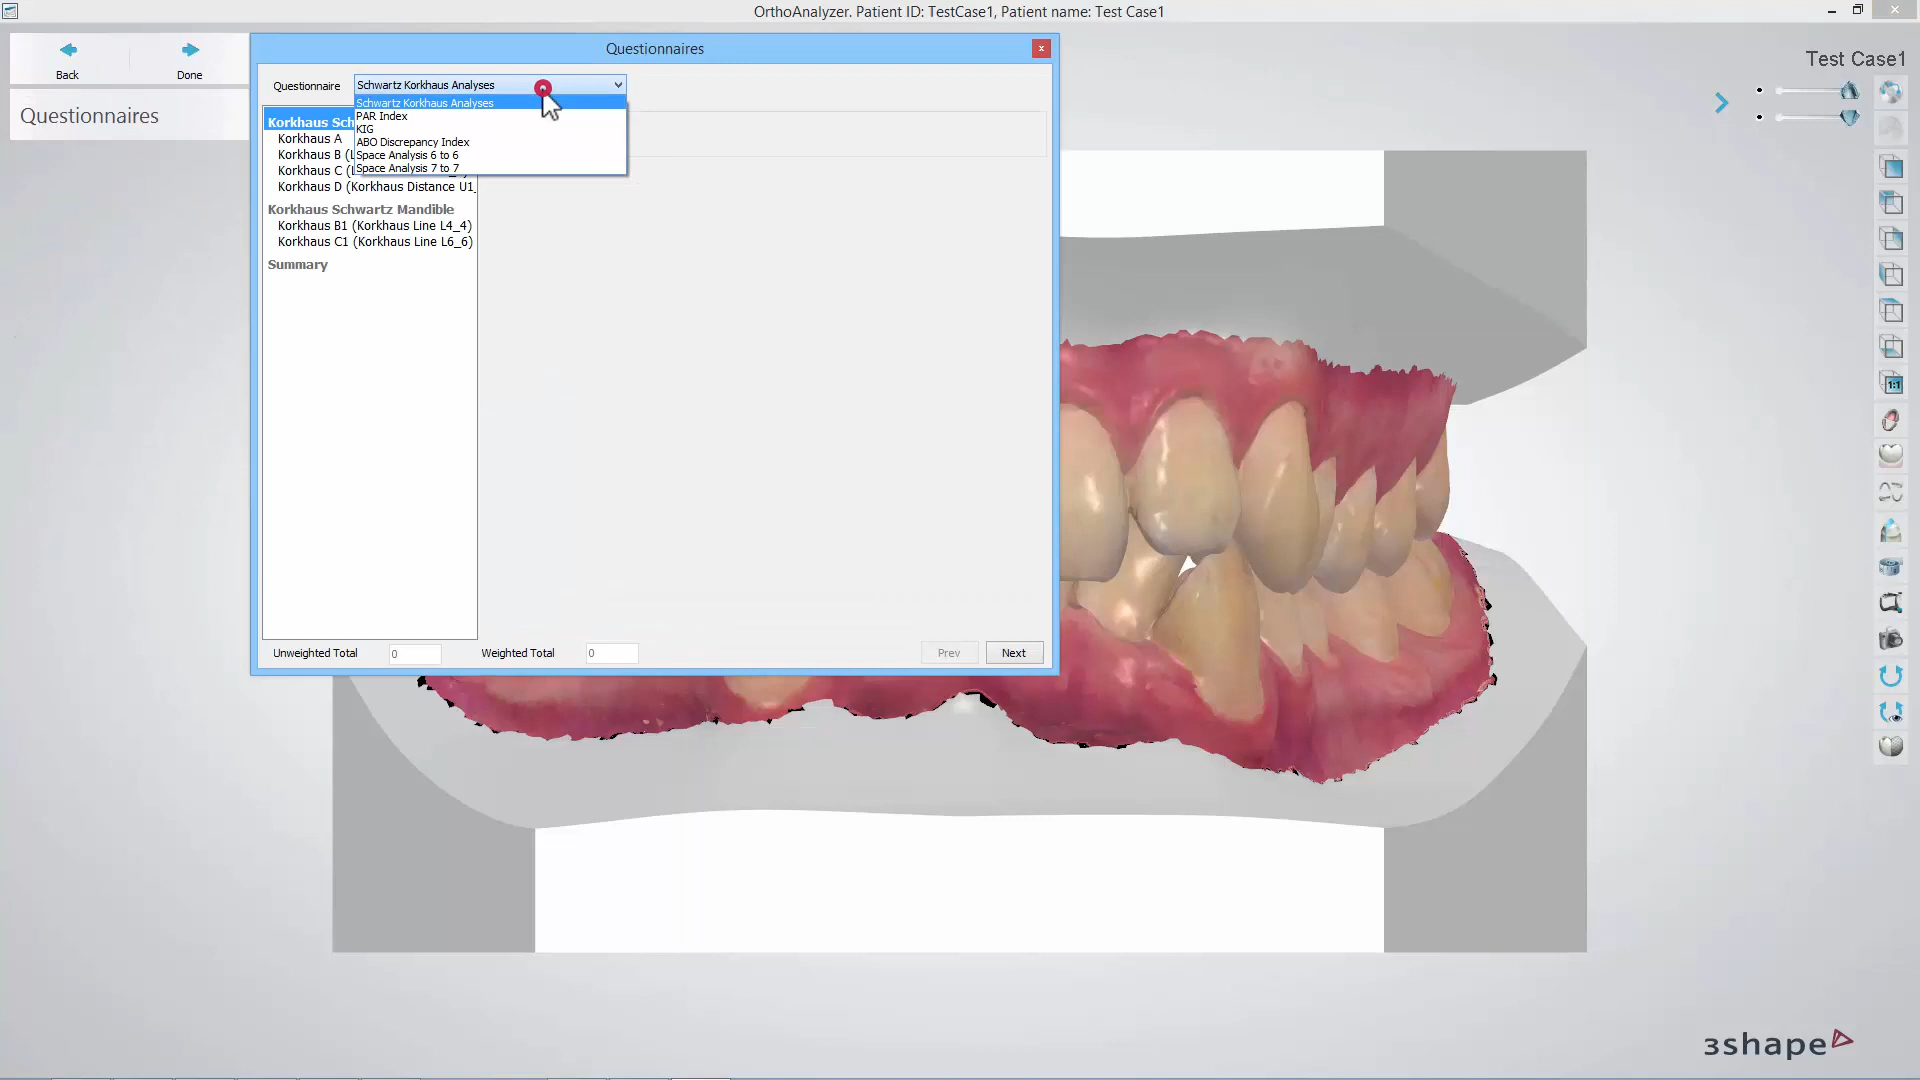 OrthoAnalyzer. Patient ID: TestCase1, Patient name: Test Case1
Back
Done
Questionnaires
Questionnaires
x
Test Case1
Questionnaire
Schwartz Korkhaus Analyses
Schwartz Korkhaus Analyses
PAR Index
KIG
ABO Discrepancy Index
Space Analysis 6 to 6
Space Analysis 7 to 7
Korkhaus Sch
Korkhaus A
Korkhaus B (L
Korkhaus C (L
Korkhaus D (Korkhaus Distance U1_
Korkhaus Schwartz Mandible
Korkhaus B1 (Korkhaus Line L4_4)
Korkhaus C1 (Korkhaus Line L6_6)
Summary
Unweighted Total
0
Weighted Total
0
Prev
Next
1:1
3shape